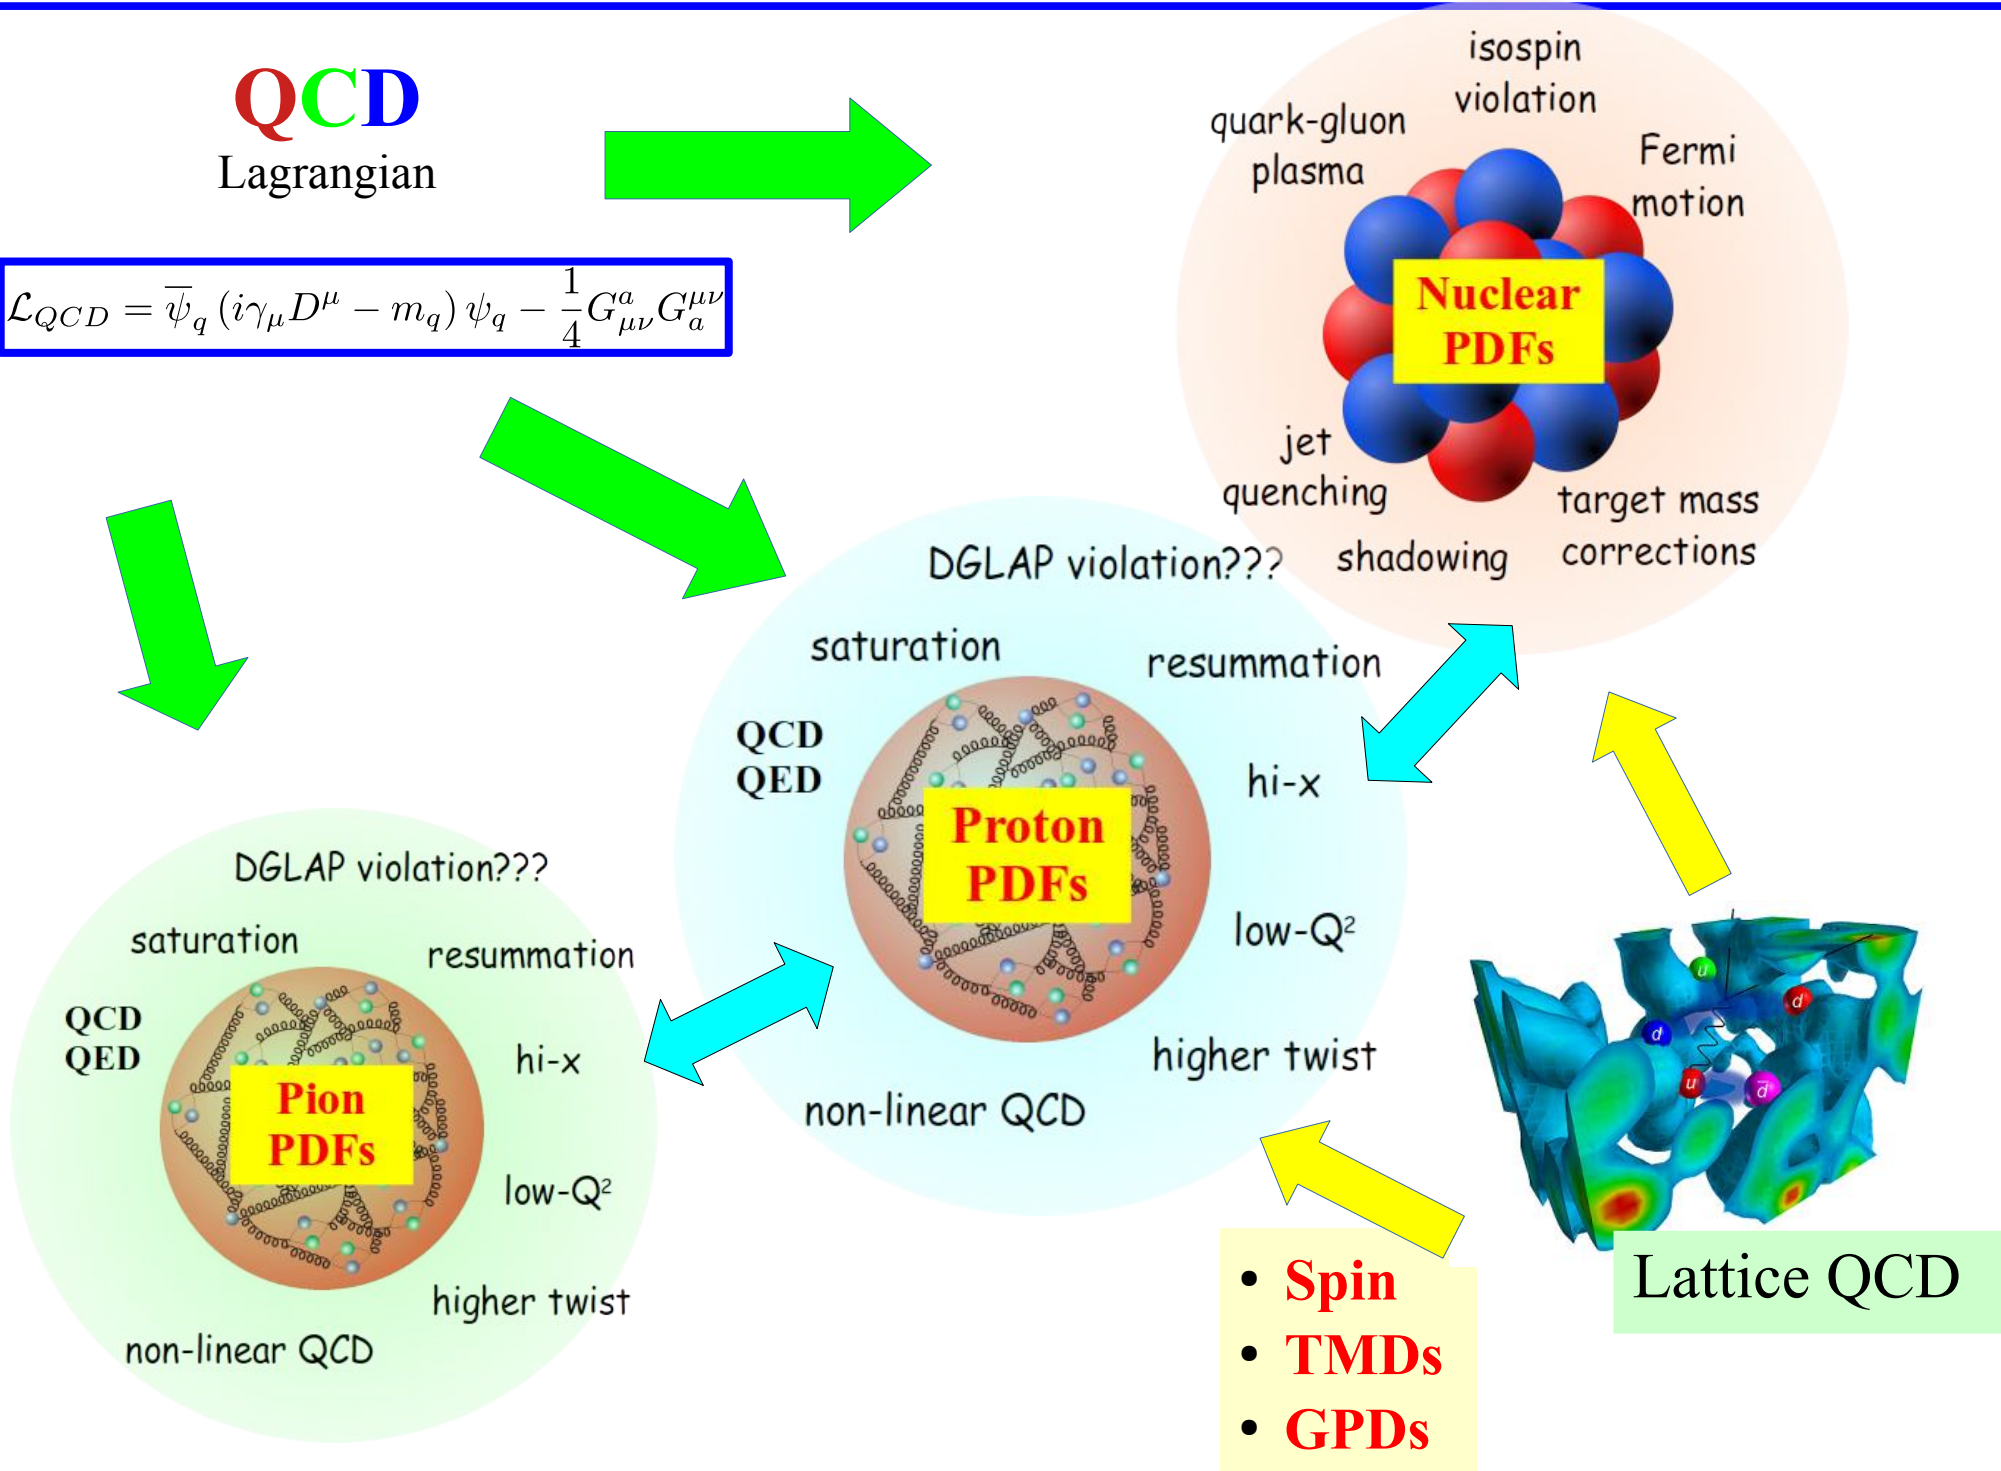 QCD
Lagrangian
$\mathcal{L}_{QCD} = \overline{\psi}_q \left( i\gamma_\mu D^\mu - m_q \right) \psi_q - \frac{1}{4} G^a_{\mu\nu} G^{\mu\nu}_a$
isospin
violation
quark-gluon
plasma
Fermi
motion
Nuclear
PDFs
jet
quenching
shadowing
target mass
corrections
DGLAP violation???
saturation
resummation
QCD
QED
hi-x
Proton
PDFs
low-Q²
higher twist
non-linear QCD
DGLAP violation???
saturation
resummation
QCD
QED
hi-x
Pion
PDFs
low-Q²
higher twist
non-linear QCD
u
d
d
u
d̅
Lattice QCD
• Spin
• TMDs
• GPDs